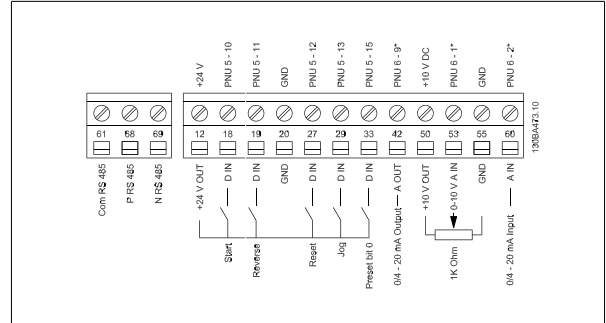 +24 V
PNU 5 - 10
PNU 5 - 11
GND
PNU 5 - 12
PNU 5 - 13
PNU 5 - 15
PNU 6 - 9*
+10 V DC
PNU 6 - 1*
GND
PNU 6 - 2*
61
68
69
12
18
19
20
27
29
33
42
50
53
55
60
130BA473.10
Com RS 485
P RS 485
N RS 485
+24 V OUT
D IN
D IN
GND
D IN
D IN
D IN
0/4 - 20 mA Output
A OUT
+10 V OUT
0-10 V A IN
GND
0/4 - 20 mA Input
A IN
Start
Reverse
Reset
Jog
Preset bit 0
1K Ohm